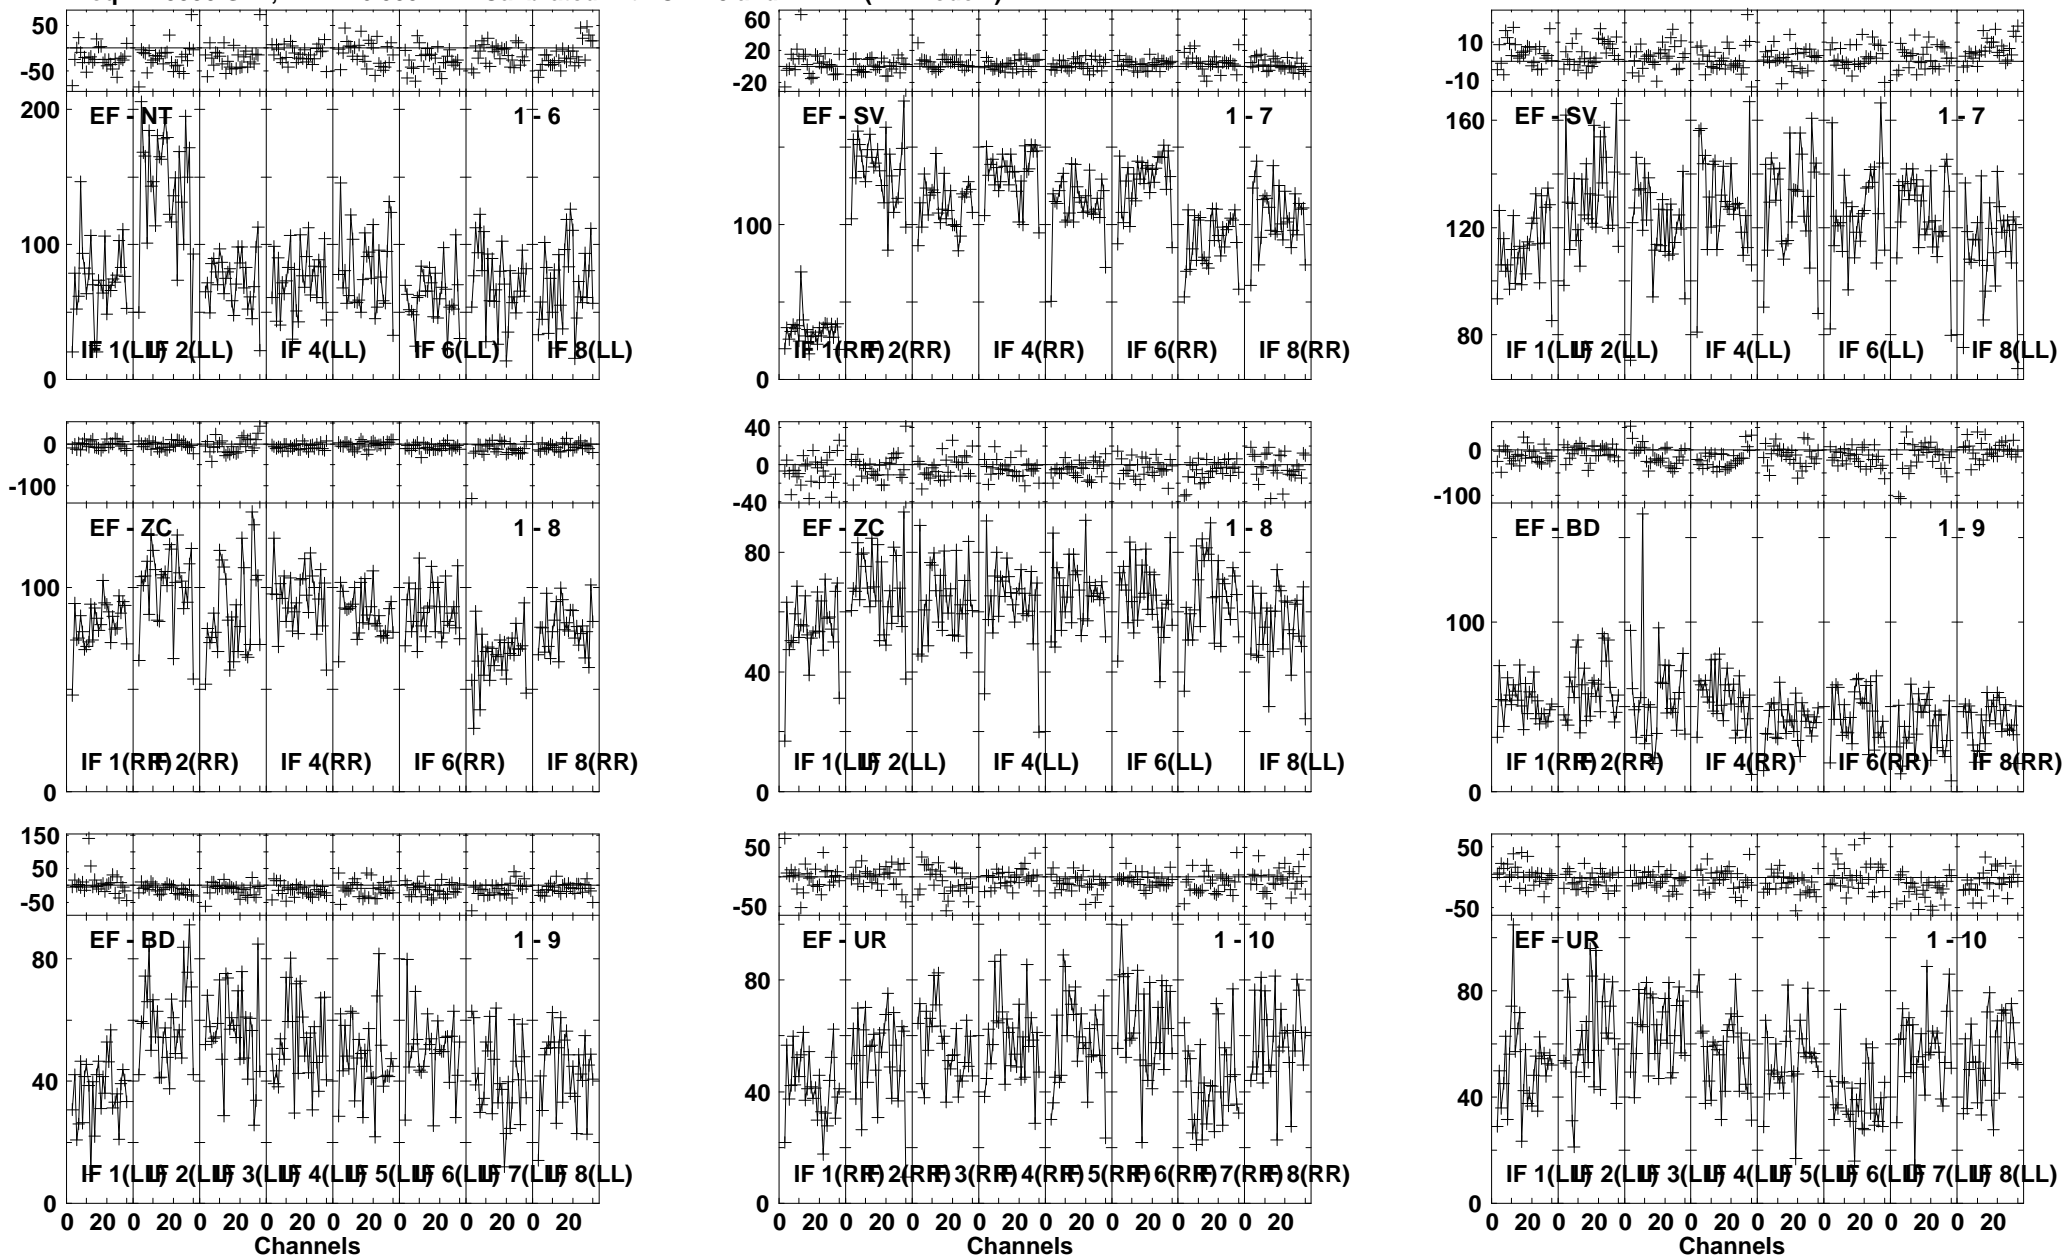 50
-50
200
EF - NT 1 - 6
100
IF 1(LL) IF 2(LL) IF 4(LL) IF 6(LL) IF 8(LL)
0
60
20
-20
EF - SV 1 - 7
100
IF 1(RR) IF 2(RR) IF 4(RR) IF 6(RR) IF 8(RR)
0
10
-10
160
EF - SV 1 - 7
120
80
IF 1(LL) IF 2(LL) IF 4(LL) IF 6(LL) IF 8(LL)
0
-100
EF - ZC 1 - 8
100
IF 1(RR) IF 2(RR) IF 4(RR) IF 6(RR) IF 8(RR)
0
40
0
-40
EF - ZC 1 - 8
80
40
IF 1(LL) IF 2(LL) IF 4(LL) IF 6(LL) IF 8(LL)
0
0
-100
EF - BD 1 - 9
100
IF 1(RR) IF 2(RR) IF 4(RR) IF 6(RR) IF 8(RR)
0
150
50
-50
EF - BD 1 - 9
80
40
IF 1(LL) IF 2(LL) IF 3(LL) IF 4(LL) IF 5(LL) IF 6(LL) IF 7(LL) IF 8(LL)
0
0 20 0 20 0 20 0 20 0 20 0 20 0 20 0 20
Channels
50
-50
EF - UR 1 - 10
80
40
IF 1(RR) IF 2(RR) IF 3(RR) IF 4(RR) IF 5(RR) IF 6(RR) IF 7(RR) IF 8(RR)
0
0 20 0 20 0 20 0 20 0 20 0 20 0 20 0 20
Channels
50
-50
EF - UR 1 - 10
80
40
IF 1(LL) IF 2(LL) IF 3(LL) IF 4(LL) IF 5(LL) IF 6(LL) IF 7(LL) IF 8(LL)
0
0 20 0 20 0 20 0 20 0 20 0 20 0 20 0 20
Channels